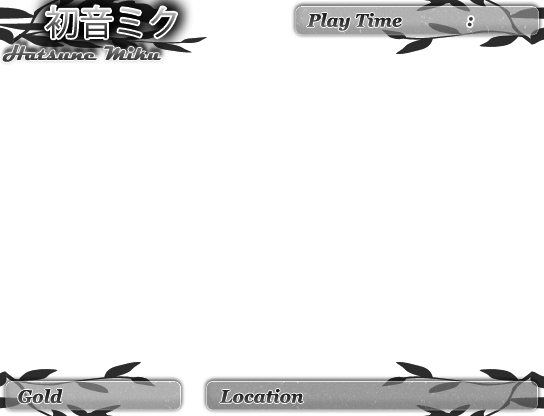 初音ミク
Hatsune Miku
Play Time :
Gold
Location